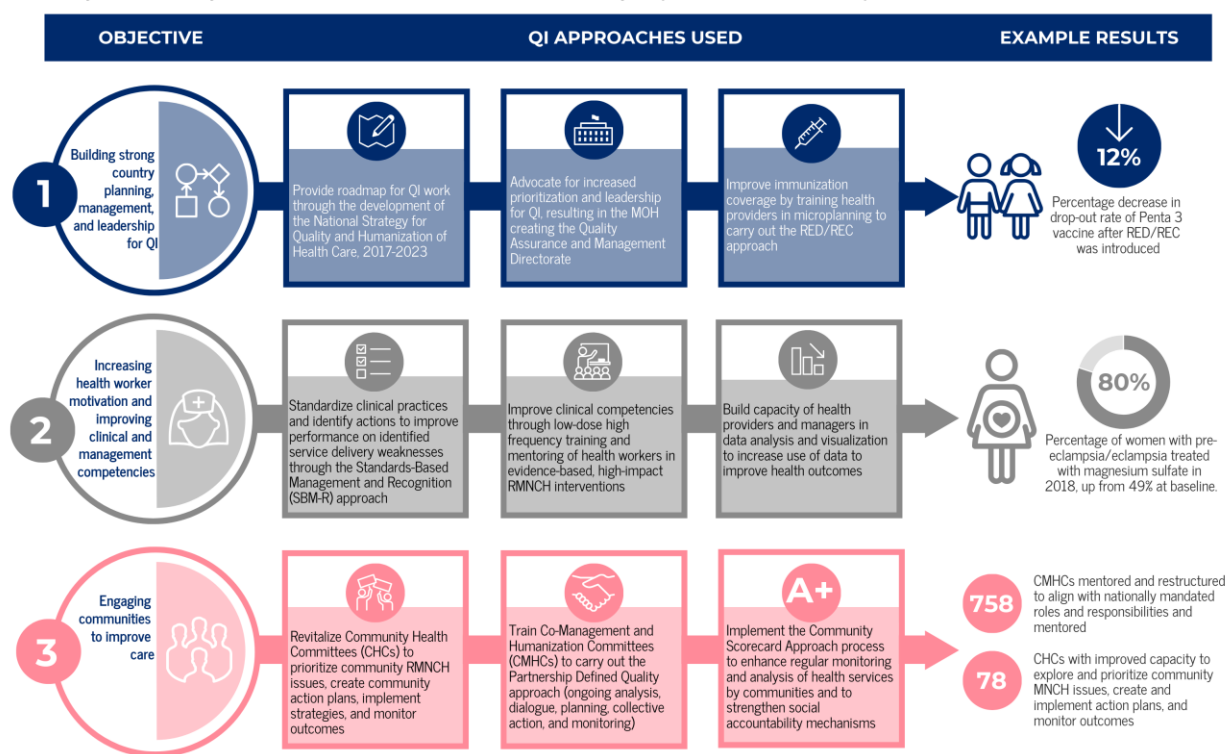 OBJECTIVE
QI APPROACHES USED
EXAMPLE RESULTS
1
Building strong
country
planning,
management,
and leadership
for QI
Provide roadmap for QI work
through the development of
the National Strategy for
Quality and Humanization of
Health Care, 2017-2023
Advocate for increased
prioritization and leadership
for QI, resulting in the MOH
creating the Quality
Assurance and Management
Directorate
Improve immunization
coverage by training health
providers in microplanning to
carry out the RED/REC
approach
12%
Percentage decrease in
drop-out rate of Penta 3
vaccine after RED/REC
was introduced
2
Increasing
health worker
motivation and
improving
clinical and
management
competencies
Standardize clinical practices
and identify actions to improve
performance on identified
service delivery weaknesses
through the Standards-Based
Management and Recognition
(SBM-R) approach
Improve clinical competencies
through low-dose high
frequency training and
mentoring of health workers in
evidence-based, high-impact
RMNCH interventions
Build capacity of health
providers and managers in
data analysis and visualization
to increase use of data to
improve health outcomes
80%
Percentage of women with pre-
eclampsia/eclampsia treated
with magnesium sulfate in
2018, up from 49% at baseline.
3
Engaging
communities
to improve
care
Revitalize Community Health
Committees (CHCs) to
prioritize community RMNCH
issues, create community
action plans, implement
strategies, and monitor
outcomes
Train Co-Management and
Humanization Committees
(CMHCs) to carry out the
Partnership Defined Quality
approach (ongoing analysis,
dialogue, planning, collective
action, and monitoring)
A+
Implement the Community
Scorecard Approach process
to enhance regular monitoring
and analysis of health services
by communities and to
strengthen social
accountability mechanisms
758
CMHCs mentored and restructured
to align with nationally mandated
roles and responsibilities and
mentored
78
CHCs with improved capacity to
explore and prioritize community
MNCH issues, create and
implement action plans, and
monitor outcomes